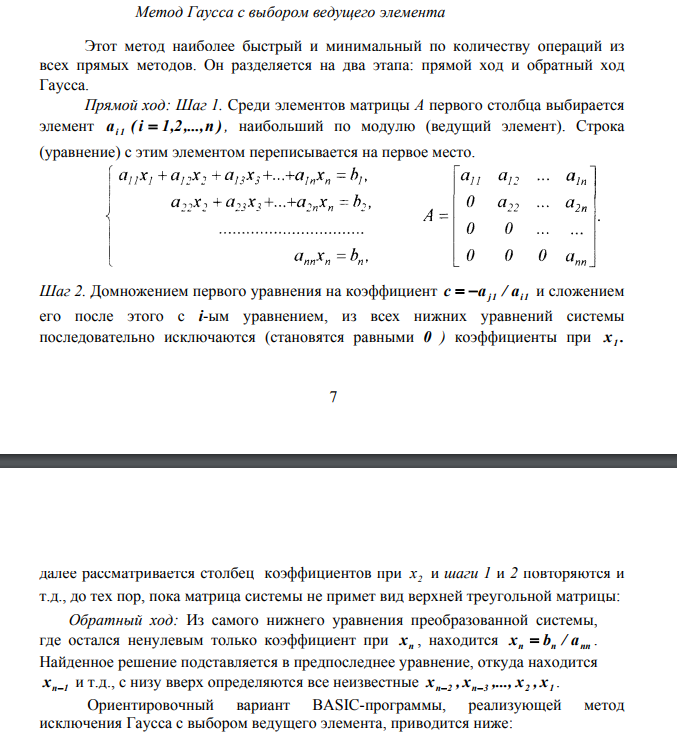 Метод Гаусса с выбором ведущего элемента
Этот метод наиболее быстрый и минимальный по количеству операций из
всех прямых методов. Он разделяется на два этапа: прямой ход и обратный ход
Гаусса.
Прямой ход: Шаг 1. Среди элементов матрицы A первого столбца выбирается
элемент a_{i1} (i = 1,2,...,n), наибольший по модулю (ведущий элемент). Строка
(уравнение) с этим элементом переписывается на первое место.
a_{11}x_1 + a_{12}x_2 + a_{13}x_3 +...+a_{1n}x_n = b_1,
a_{22}x_2 + a_{23}x_3 +...+a_{2n}x_n = b_2,
................................
a_{nn}x_n = b_n,
A =
a_{11} a_{12} ... a_{1n}
0 a_{22} ... a_{2n}
0 0 ... ...
0 0 0 a_{nn}
.
Шаг 2. Домножением первого уравнения на коэффициент c = –a_{j1} / a_{i1} и сложением
его после этого с i-ым уравнением, из всех нижних уравнений системы
последовательно исключаются (становятся равными 0 ) коэффициенты при x_1.
7
далее рассматривается столбец коэффициентов при x_2 и шаги 1 и 2 повторяются и
т.д., до тех пор, пока матрица системы не примет вид верхней треугольной матрицы:
Обратный ход: Из самого нижнего уравнения преобразованной системы,
где остался ненулевым только коэффициент при x_n , находится x_n = b_n / a_{nn} .
Найденное решение подставляется в предпоследнее уравнение, откуда находится
x_{n–1} и т.д., с низу вверх определяются все неизвестные x_{n–2} , x_{n–3} ,..., x_2 , x_1 .
Ориентировочный вариант BASIC-программы, реализующей метод
исключения Гаусса с выбором ведущего элемента, приводится ниже: